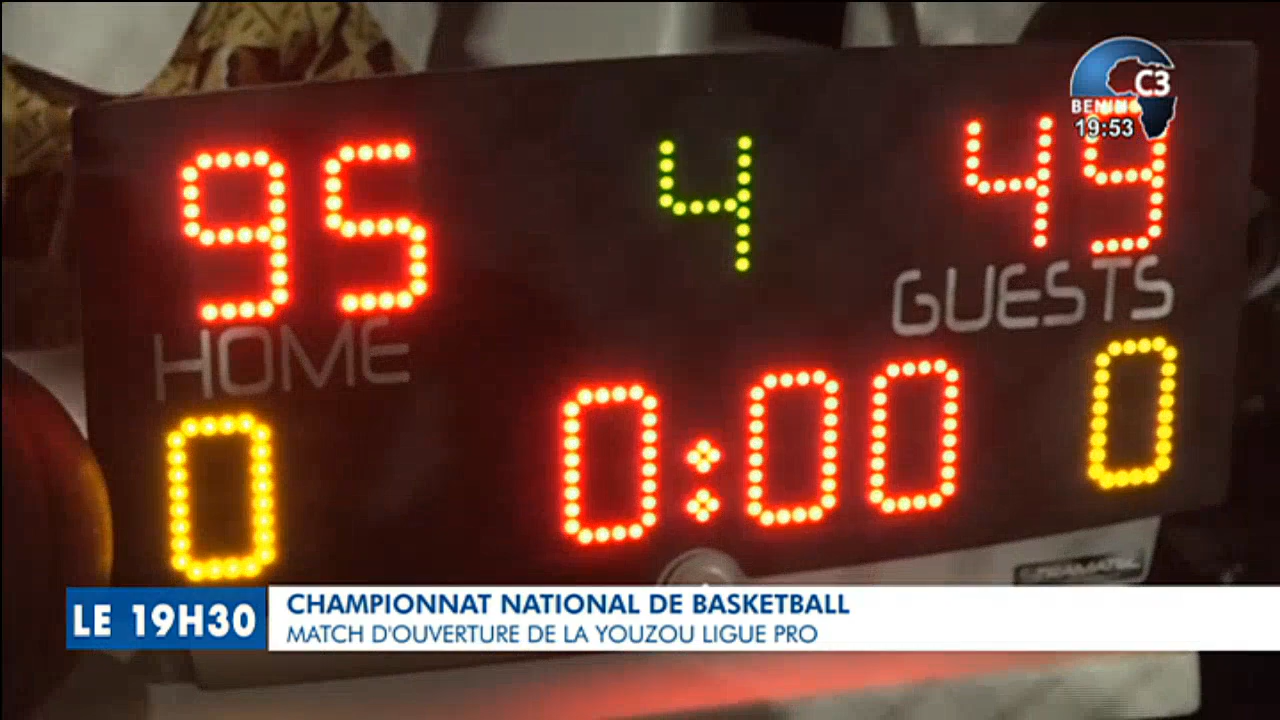 C3
BENIN
19:53
95 4 49
HOME GUESTS
0 0:00 0
LE 19H30
CHAMPIONNAT NATIONAL DE BASKETBALL
MATCH D'OUVERTURE DE LA YOUZOU LIGUE PRO